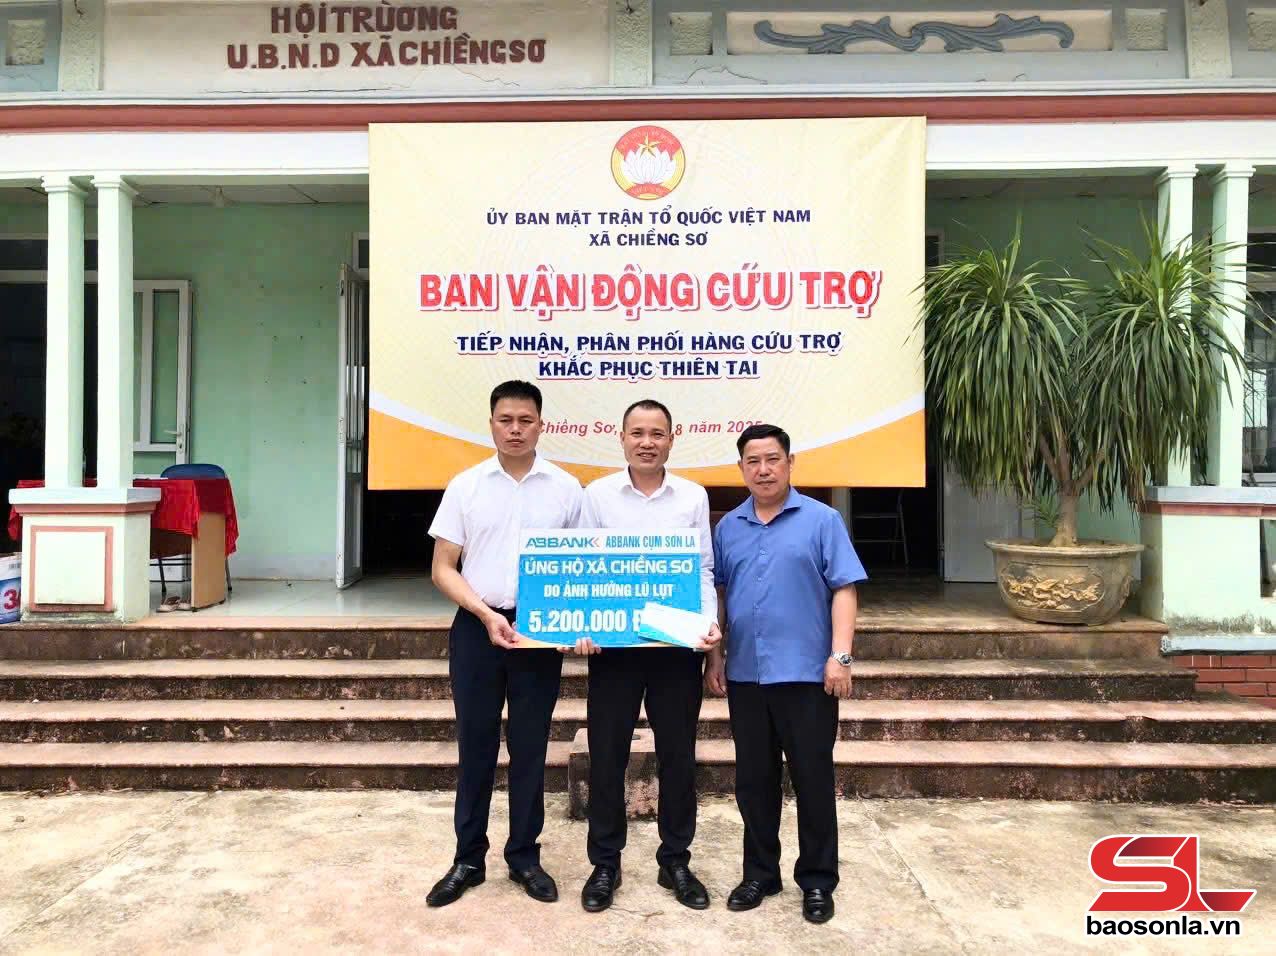 HỘI TRƯỜNG
U.B.N.D XÃ CHIỀNG SƠ
ỦY BAN MẶT TRẬN TỔ QUỐC VIỆT NAM
XÃ CHIỀNG SƠ
BAN VẬN ĐỘNG CỨU TRỢ
TIẾP NHẬN, PHÂN PHỐI HÀNG CỨU TRỢ
KHẮC PHỤC THIÊN TAI
Chiềng Sơ, 8 năm 2025
ABBANK ABBANK CỤM SƠN LA
ỦNG HỘ XÃ CHIỀNG SƠ
DO ẢNH HƯỞNG LŨ LỤT
5.200.000 Đ
SL
baosonla.vn